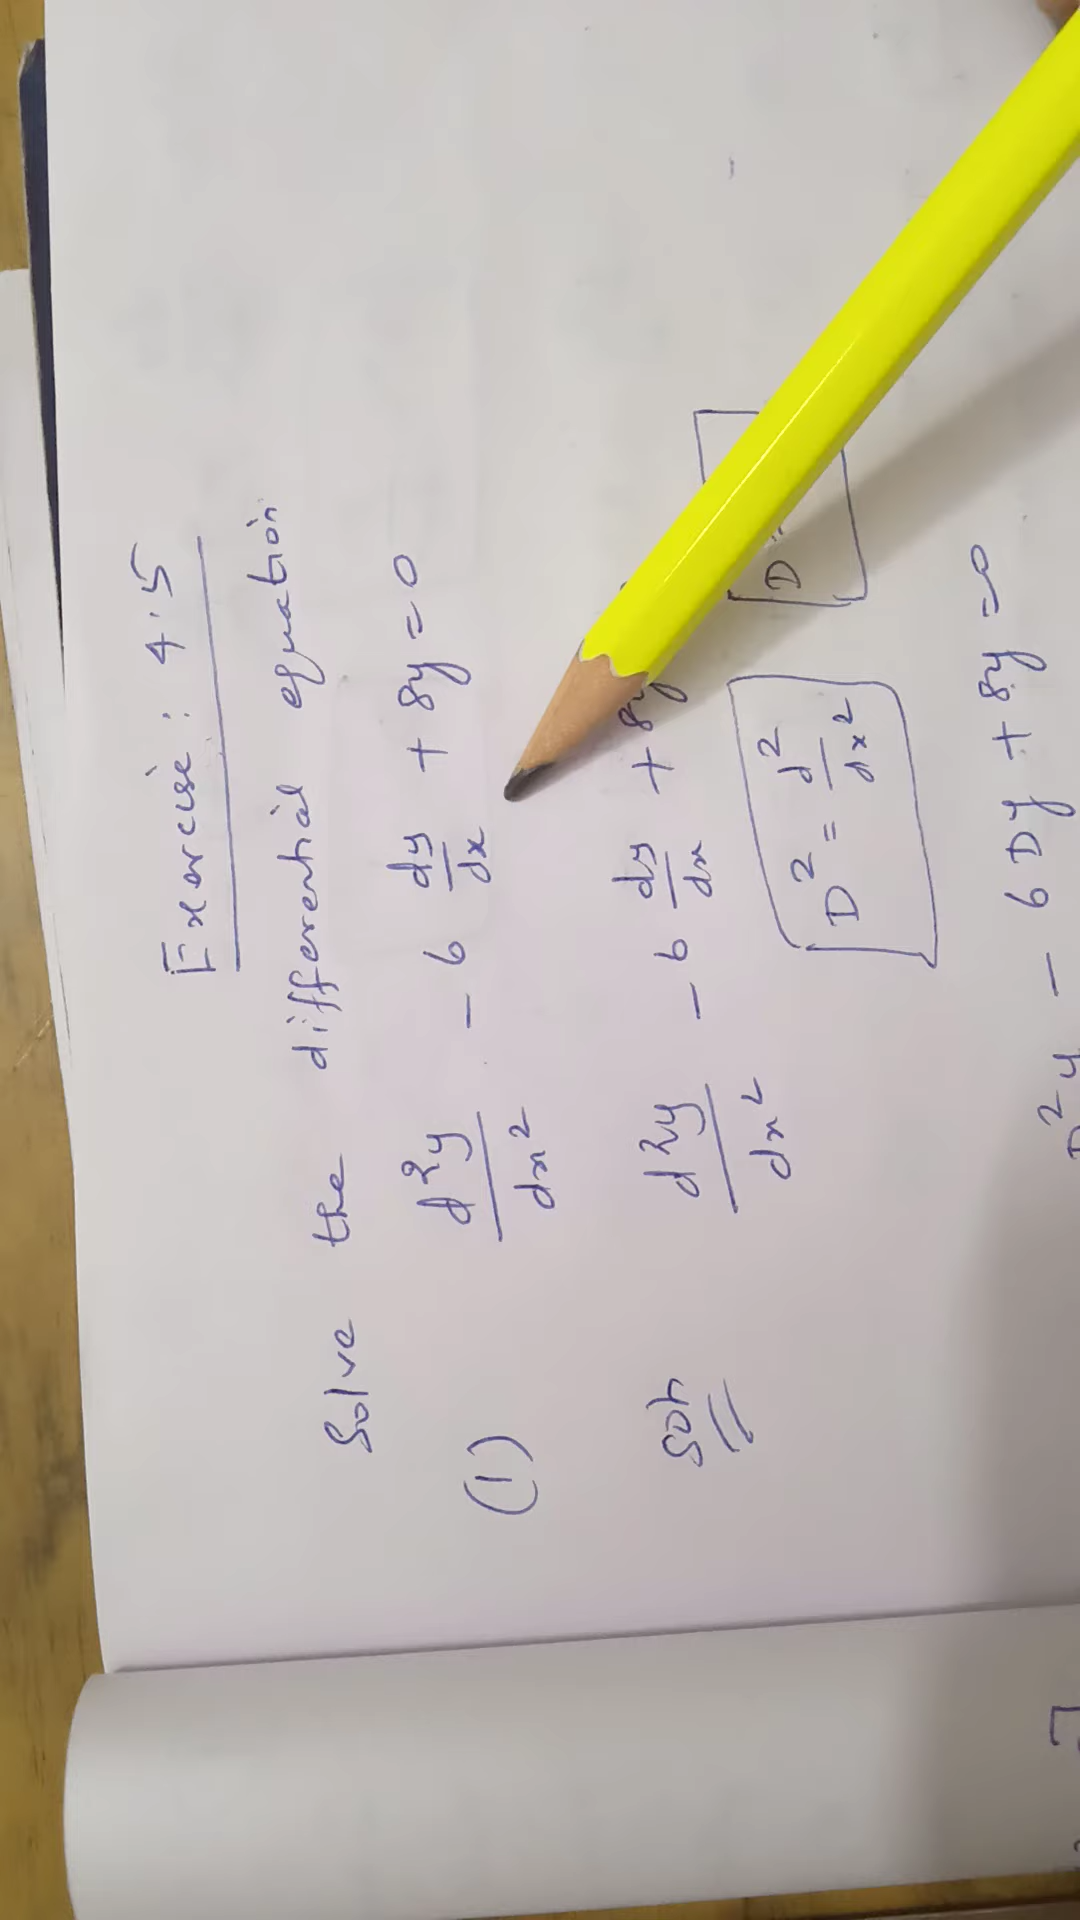 Exercise: 4.5
Solve the differential equation.
(1) d²y/dx² - 6 dy/dx + 8y = 0
Soln d²y/dx² - 6 dy/dx + 8y
D² = d²/dx² D =
D²y - 6Dy + 8y = 0